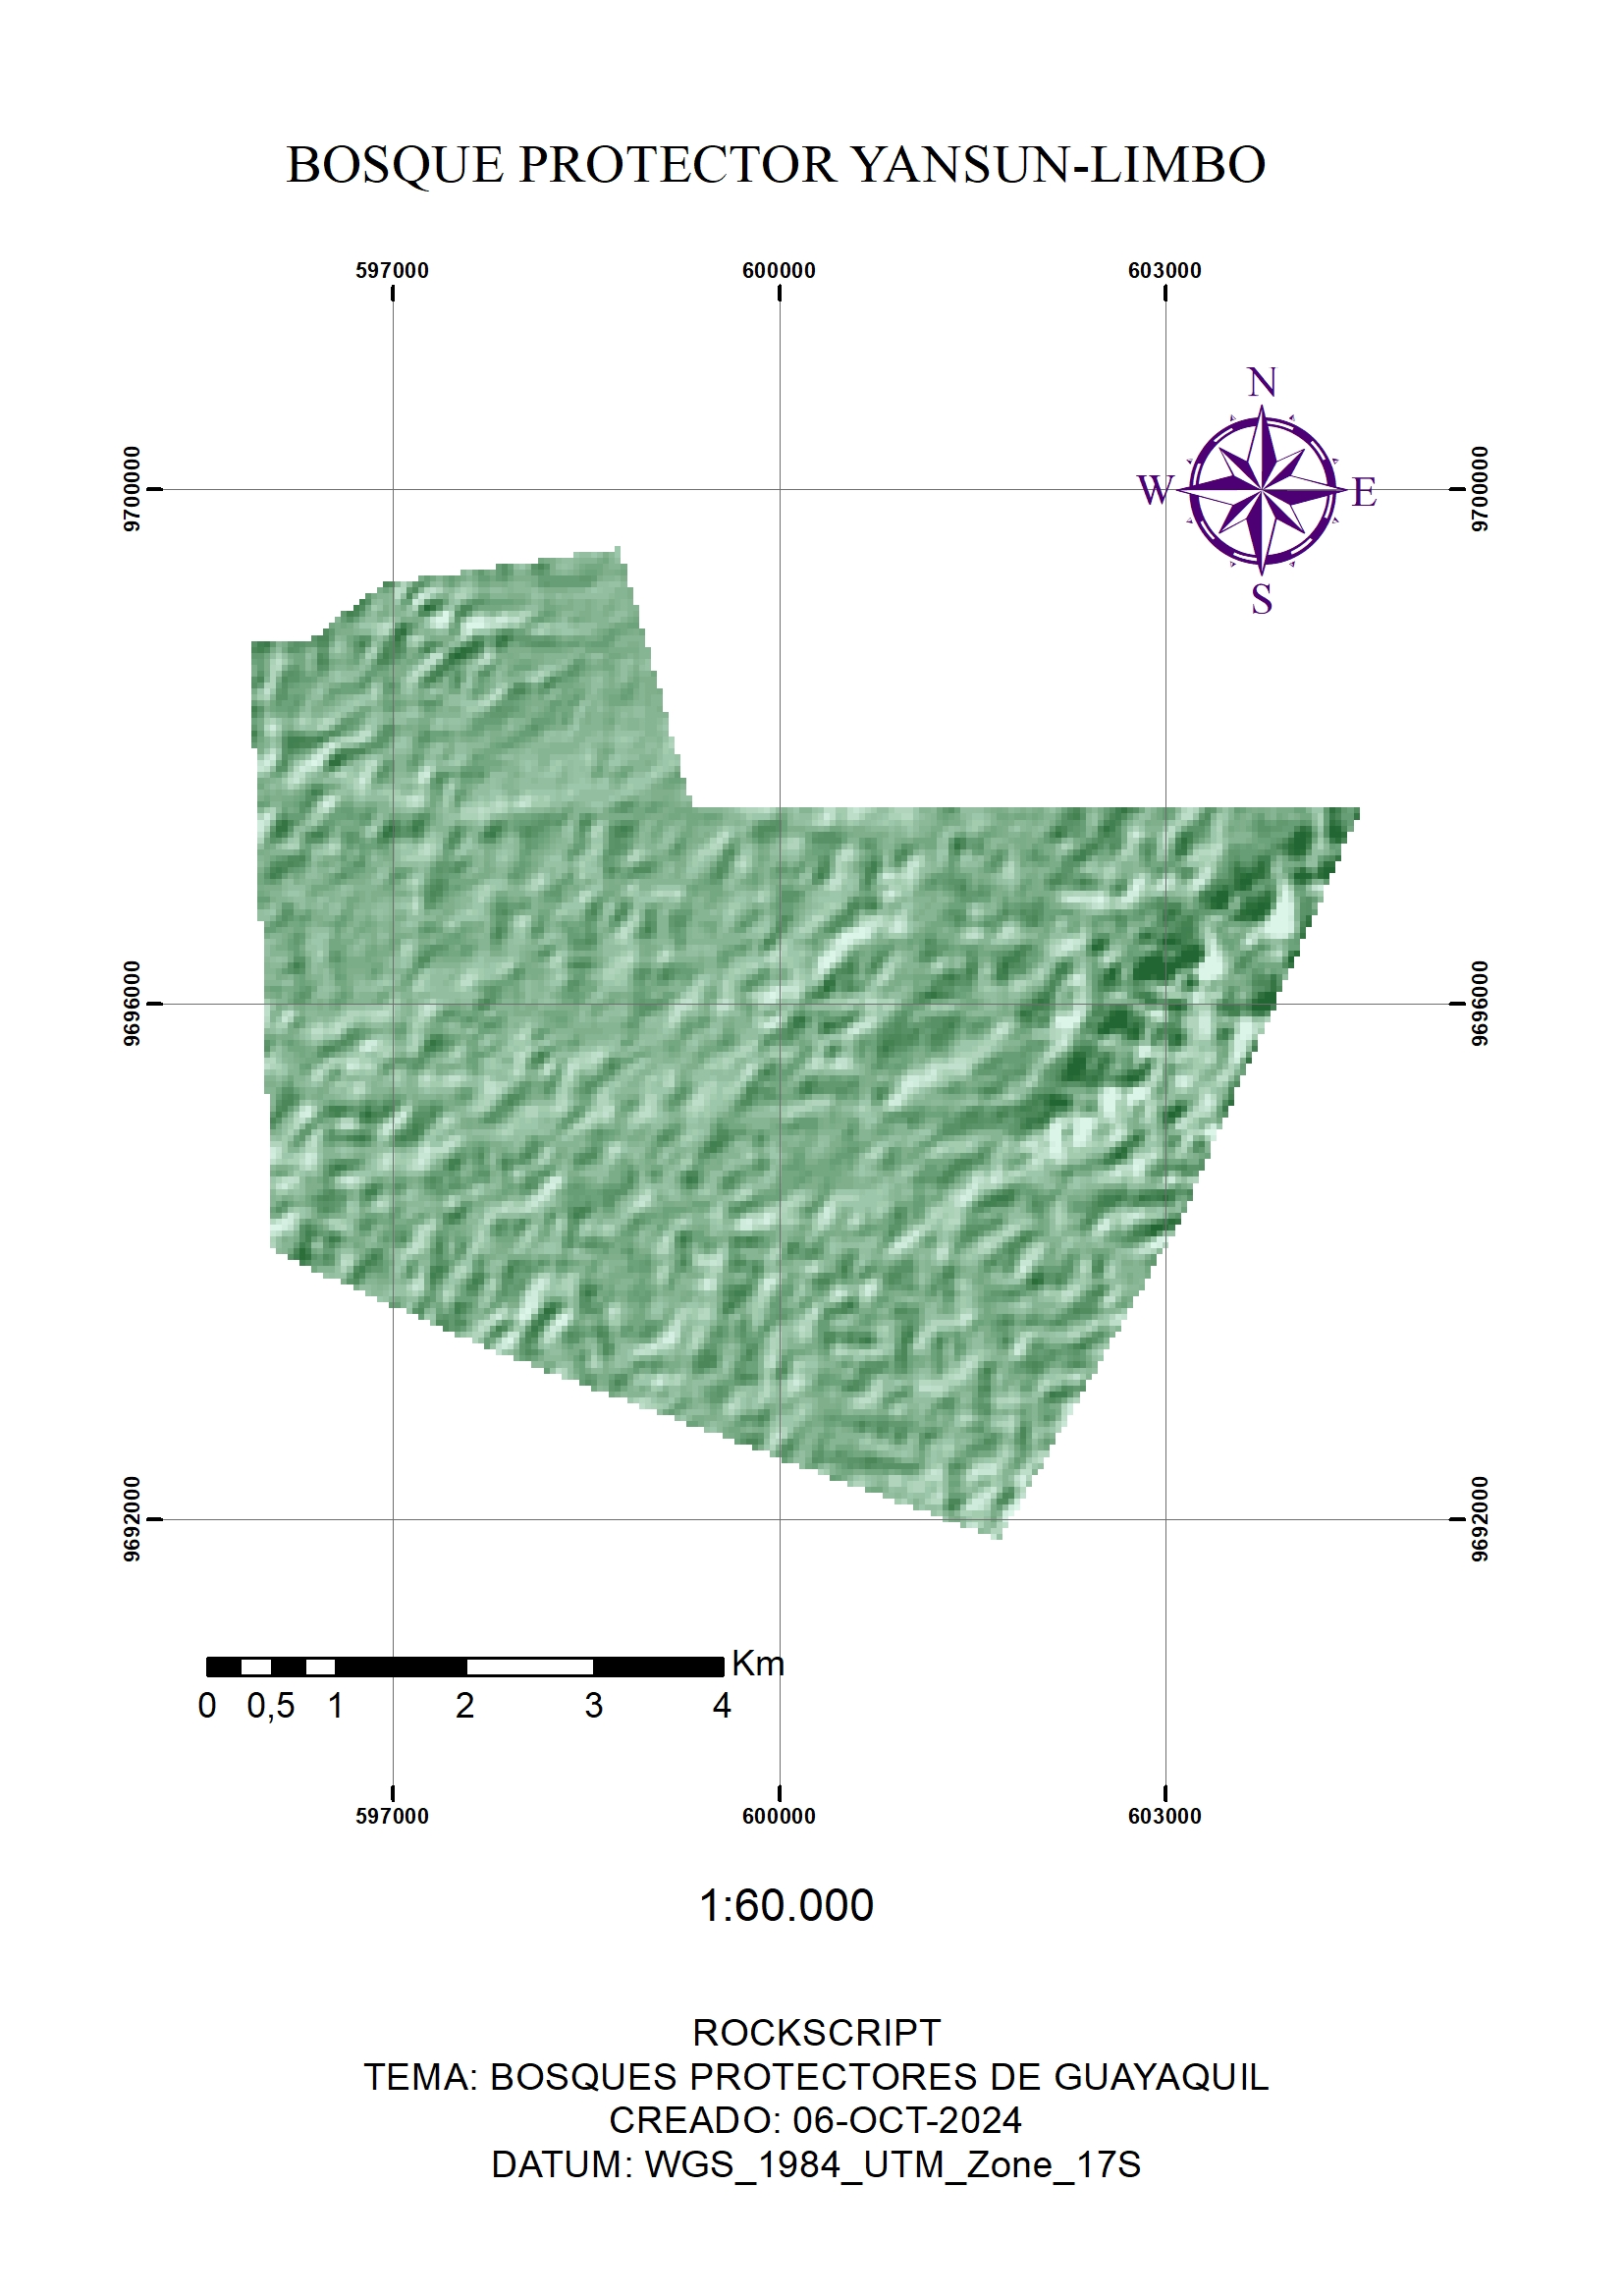 BOSQUE PROTECTOR YANSUN-LIMBO
597000 600000 603000
N
9700000 W E 9700000
S
9696000 9696000
9692000 9692000
Km
0 0,5 1 2 3 4
597000 600000 603000
1:60.000
ROCKSCRIPT
TEMA: BOSQUES PROTECTORES DE GUAYAQUIL
CREADO: 06-OCT-2024
DATUM: WGS_1984_UTM_Zone_17S